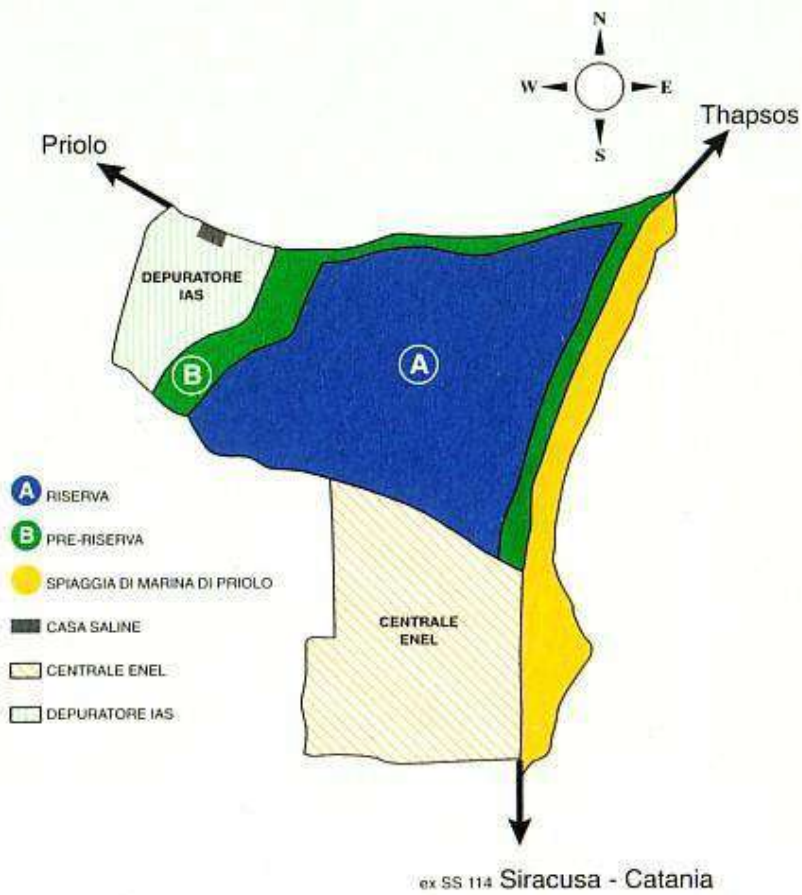 N
W
E
S
Thapsos
Priolo
DEPURATORE
IAS
B
A
A RISERVA
B PRE-RISERVA
SPIAGGIA DI MARINA DI PRIOLO
CASA SALINE
CENTRALE ENEL
DEPURATORE IAS
CENTRALE
ENEL
ex SS 114 Siracusa - Catania